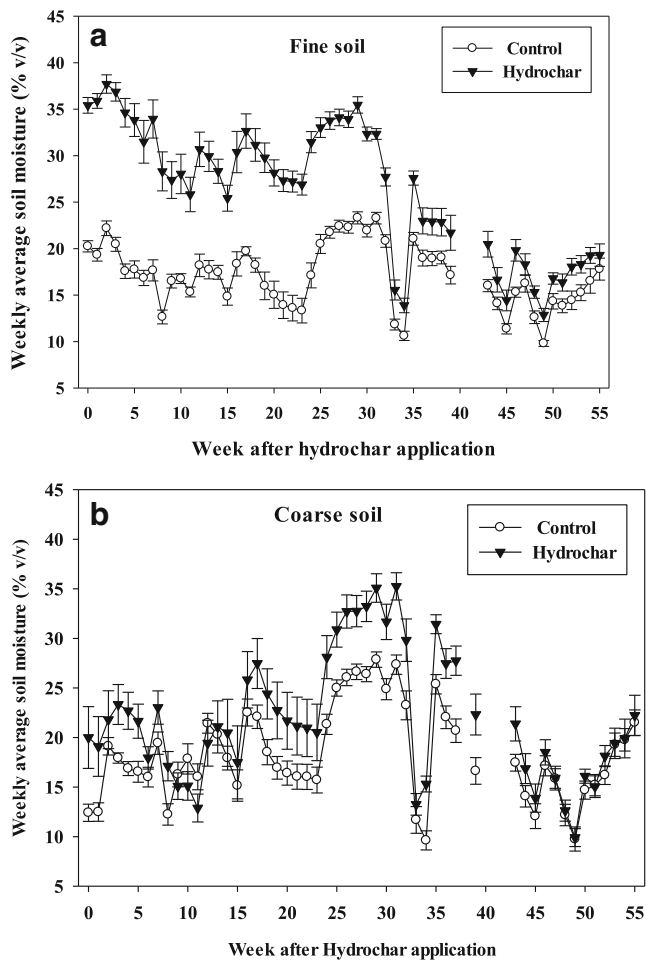 a
Fine soil
Control
Hydrochar
45
40
35
30
25
20
15
10
5
Weekly average soil moisture (% v/v)
0 5 10 15 20 25 30 35 40 45 50 55
Week after hydrochar application
b
Coarse soil
Control
Hydrochar
45
40
35
30
25
20
15
10
5
Weekly average soil moisture (% v/v)
0 5 10 15 20 25 30 35 40 45 50 55
Week after Hydrochar application